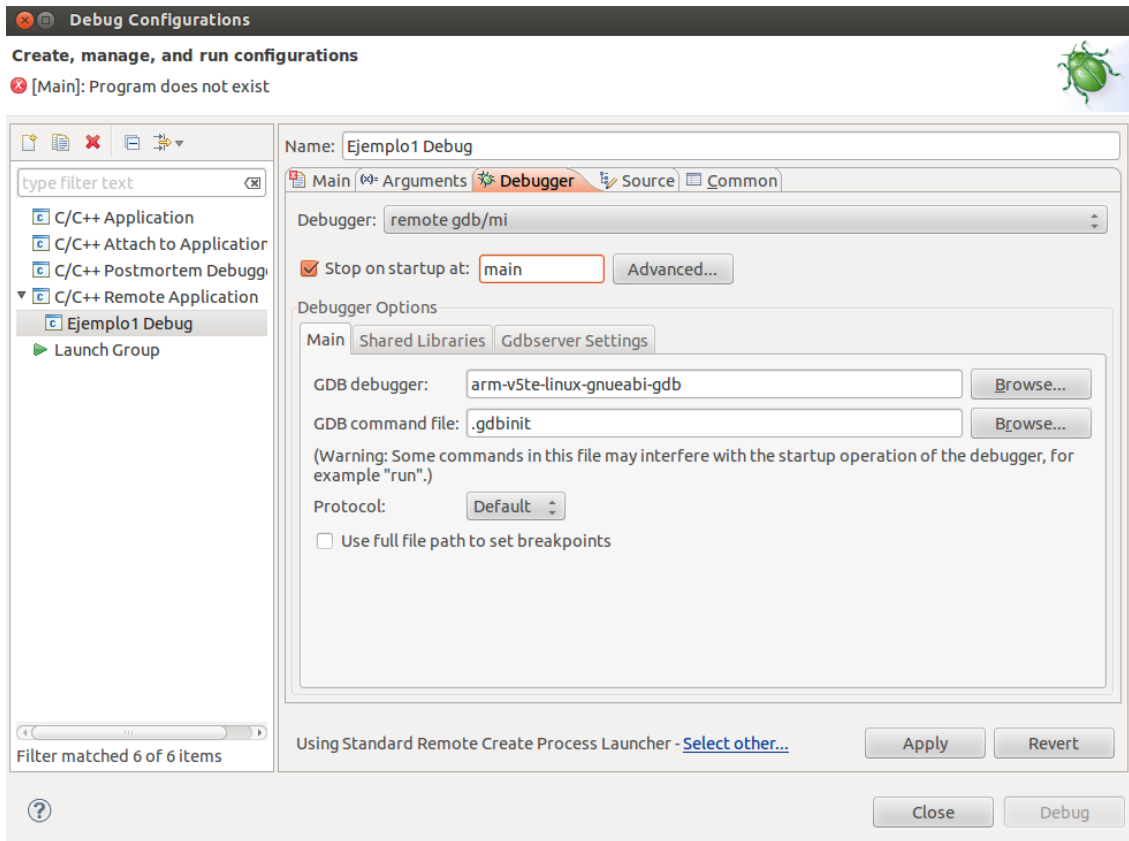 Debug Configurations
Create, manage, and run configurations
[Main]: Program does not exist
Name: Ejemplo1 Debug
type filter text
Main (x)= Arguments Debugger Source Common
C/C++ Application
Debugger: remote gdb/mi
C/C++ Attach to Application
C/C++ Postmortem Debugge
Stop on startup at: main Advanced...
C/C++ Remote Application
Debugger Options
Ejemplo1 Debug
Main Shared Libraries Gdbserver Settings
Launch Group
GDB debugger: arm-v5te-linux-gnueabi-gdb Browse...
GDB command file: .gdbinit Browse...
(Warning: Some commands in this file may interfere with the startup operation of the debugger, for
example "run".)
Protocol: Default
Use full file path to set breakpoints
Using Standard Remote Create Process Launcher - Select other... Apply Revert
Filter matched 6 of 6 items
? Close Debug